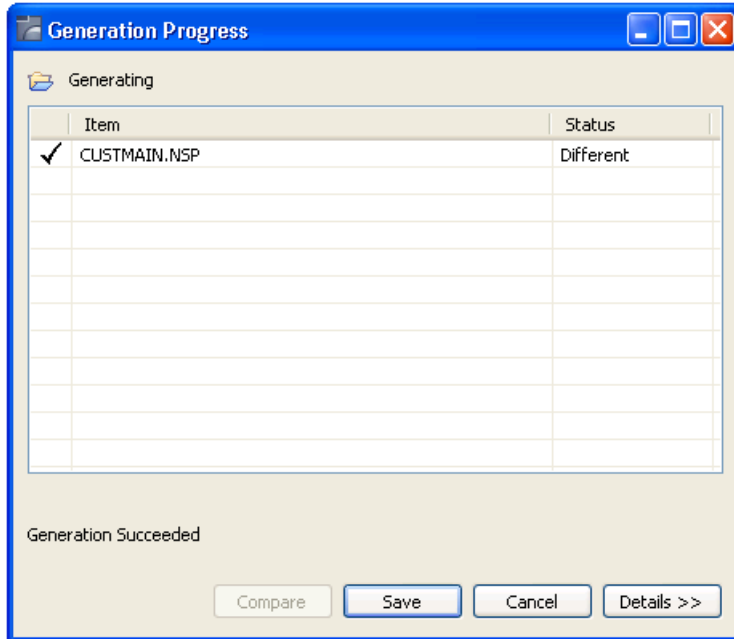 Generation Progress
Generating
Item Status
CUSTMAIN.NSP Different
Generation Succeeded
Compare Save Cancel Details >>